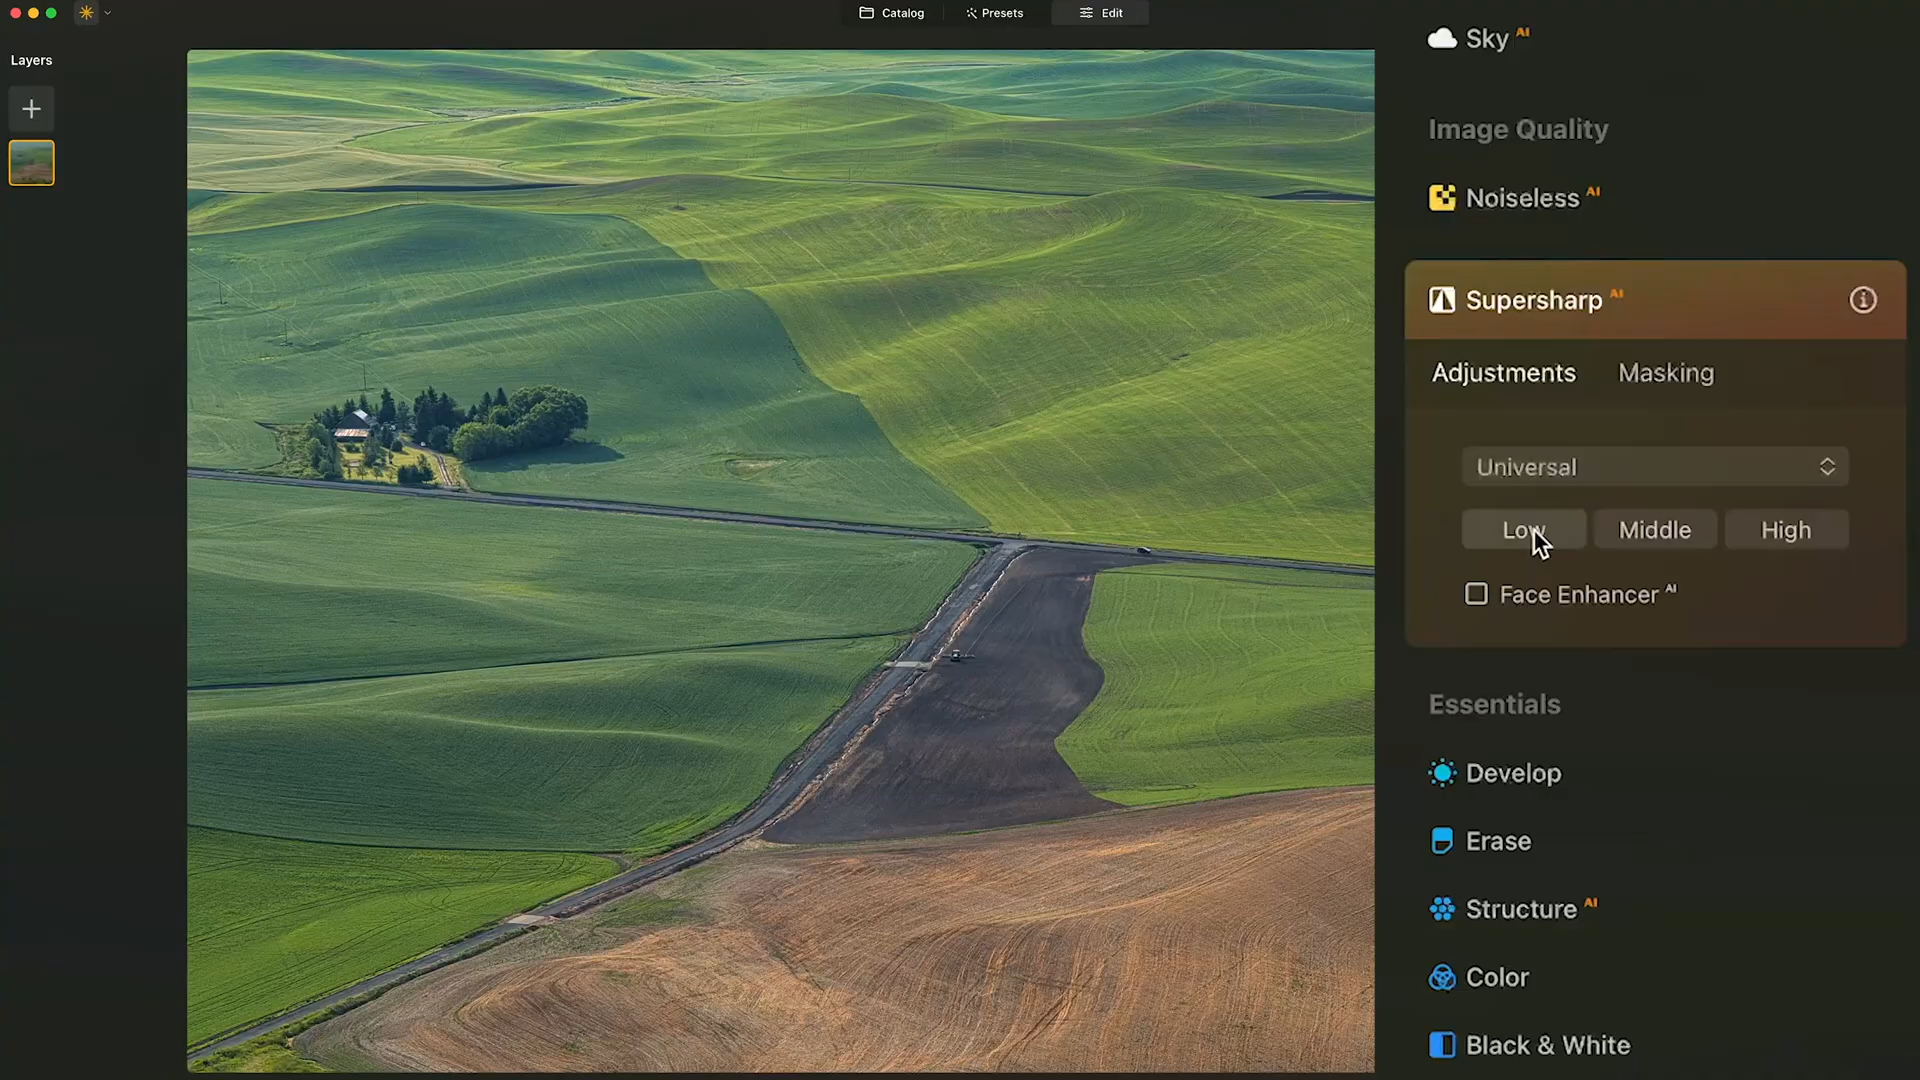 Catalog
Presets
Edit
Layers
Sky AI
Image Quality
Noiseless AI
Supersharp AI
Adjustments
Masking
Universal
Low
Middle
High
Face Enhancer AI
Essentials
Develop
Erase
Structure AI
Color
Black & White